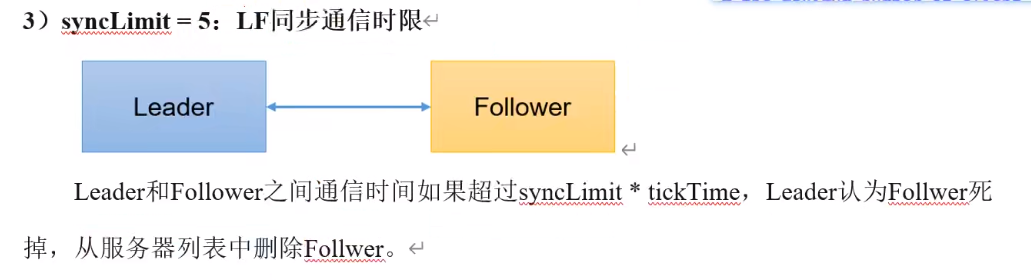 3）syncLimit = 5：LF同步通信时限
Leader
Follower
Leader和Follower之间通信时间如果超过syncLimit * tickTime，Leader认为Follwer死
掉，从服务器列表中删除Follwer。